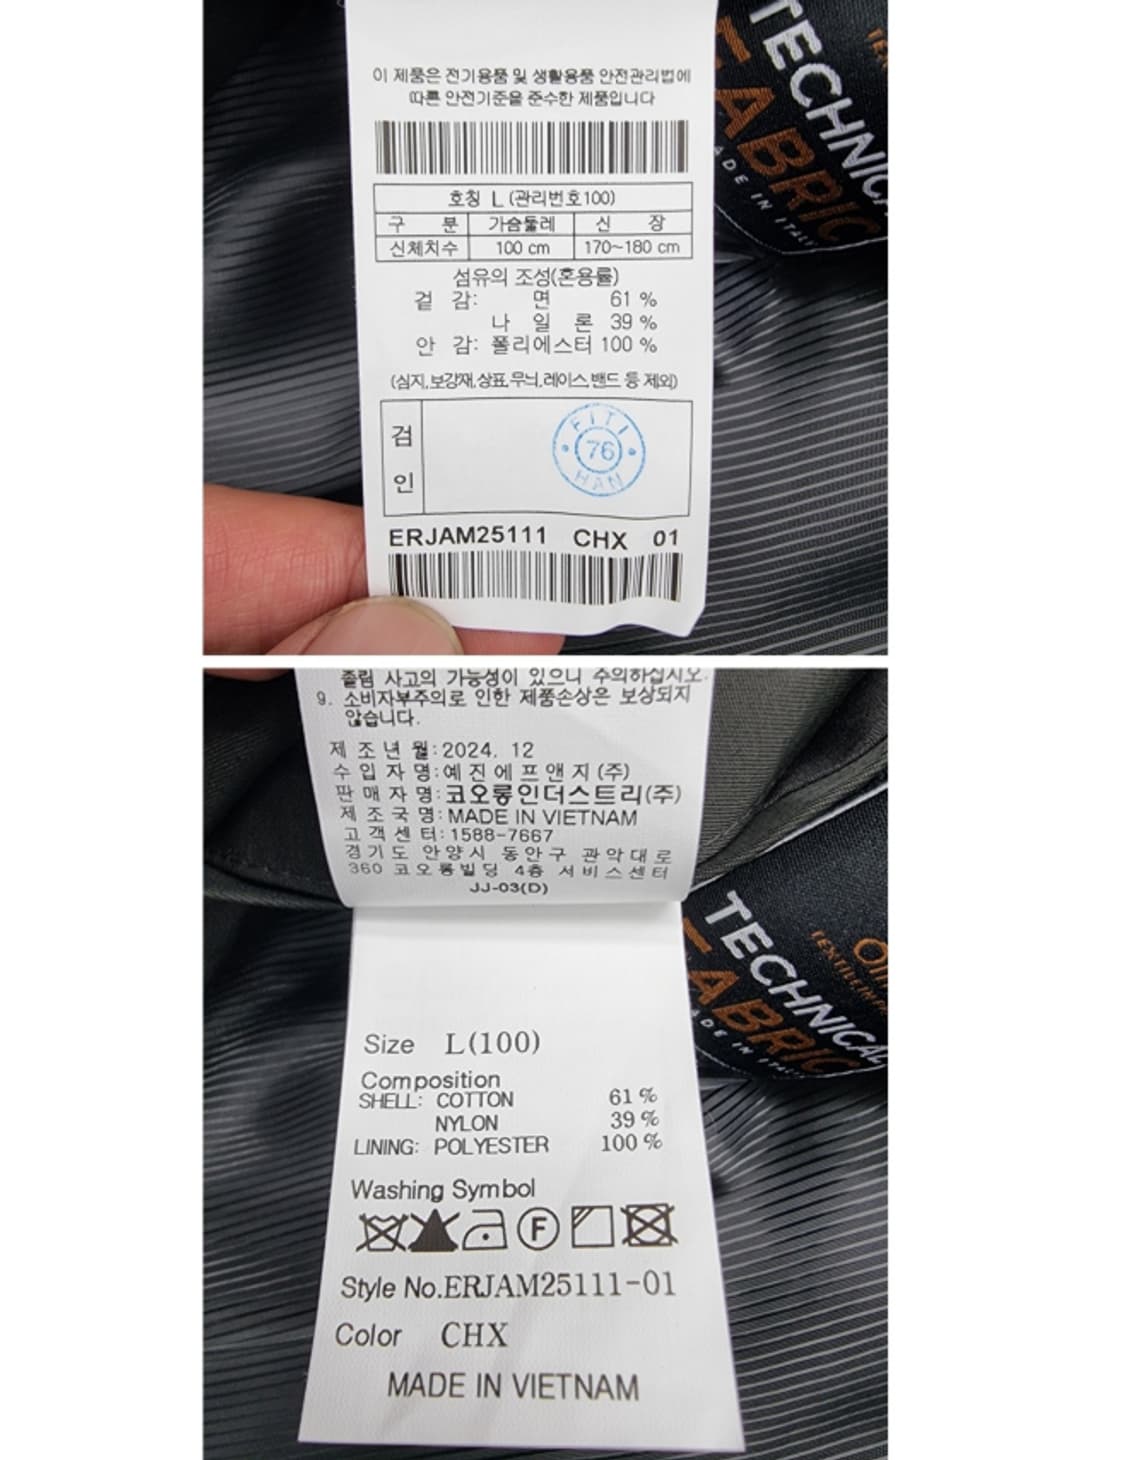 이 제품은 전기용품 및 생활용품 안전관리법에
따른 안전기준을 준수한 제품입니다
호칭 L (관리번호100)
구 분 가슴둘레 신 장
신체치수 100 cm 170~180 cm
섬유의 조성(혼용률)
겉 감: 면 61 %
나 일 론 39 %
안 감: 폴리에스터 100 %
(심지,보강재,상표,무늬,레이스,밴드 등 제외)
검
인
FITI
76
HAN
ERJAM25111 CHX 01
TECHNICAL
FABRIC
MADE IN ITALY
졸림 사고의 가능성이 있으니 주의하십시오.
9. 소비자부주의로 인한 제품손상은 보상되지
않습니다.
제 조 년 월:2024. 12
수 입 자 명:예 진 에 프 앤 지 (주)
판 매 자 명:코오롱인더스트리(주)
제 조 국 명:MADE IN VIETNAM
고 객 센 터:1588-7667
경 기 도 안 양 시 동 안 구 관 악 대 로
360 코 오 롱 빌 딩 4층 서 비 스 센 터
JJ-03(D)
TECHNICAL
FABRIC
MADE IN ITALY
Size L(100)
Composition
SHELL: COTTON 61 %
NYLON 39 %
LINING: POLYESTER 100 %
Washing Symbol
F
Style No.ERJAM25111-01
Color CHX
MADE IN VIETNAM